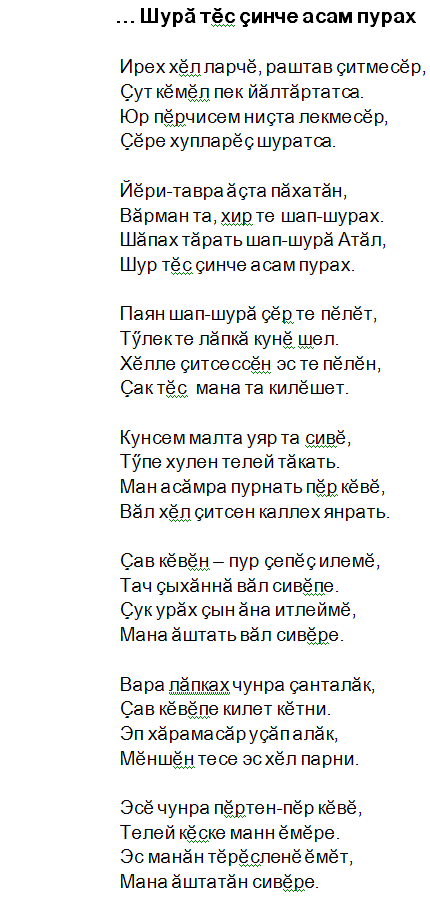 ... Шурӑ тӗс ҫинче асам пурах
Ирех хӗл ларчӗ, раштав ҫитмесӗр,
Ҫут кӗмӗл пек йӑлтӑртатса.
Юр пӗрчисем ниҫта лекмесӗр,
Ҫӗре хупларӗҫ шуратса.
Йӗри-тавра ӑҫта пӑхатӑн,
Вӑрман та, хир те шап-шурах.
Шӑпах тӑрать шап-шурӑ Атӑл,
Шур тӗс ҫинче асам пурах.
Паян шап-шурӑ ҫӗр те пӗлӗт,
Тӳлек те лӑпкӑ кунӗ шел.
Хӗлле ҫитсессӗн эс те пӗлӗн,
Ҫак тӗс мана та килӗшет.
Кунсем малта уяр та сивӗ,
Тӳпе хулен телей тӑкать.
Ман асӑмра пурнать пӗр кӗвӗ,
Вӑл хӗл ҫитсен каллех янрать.
Ҫав кӗвӗн – пур ҫепӗҫ илемӗ,
Тач ҫыхӑннӑ вӑл сивӗпе.
Ҫук урӑх ҫын ӑна итлеймӗ,
Мана ӑштать вӑл сивӗре.
Вара лӑпках чунра ҫанталӑк,
Ҫав кӗвӗпе килет кӗтни.
Эп хӑрамасӑр уҫӑп алӑк,
Мӗншӗн тесе эс хӗл парни.
Эсӗ чунра пӗртен-пӗр кӗвӗ,
Телей кӗске манн ӗмӗре.
Эс манӑн тӗрӗсленӗ ӗмӗт,
Мана ӑштатӑн сивӗре.